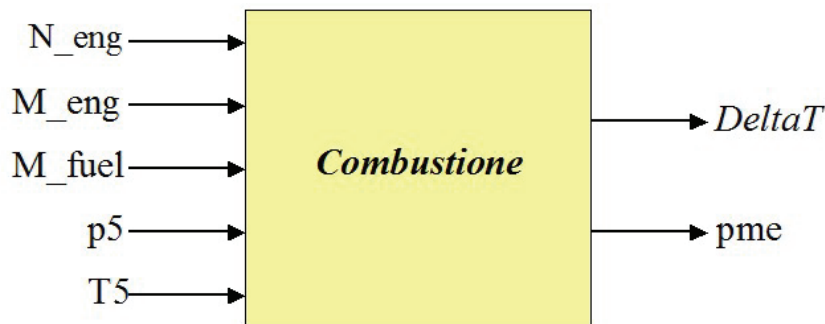 N_eng
M_eng
M_fuel
p5
T5
Combustione
DeltaT
pme